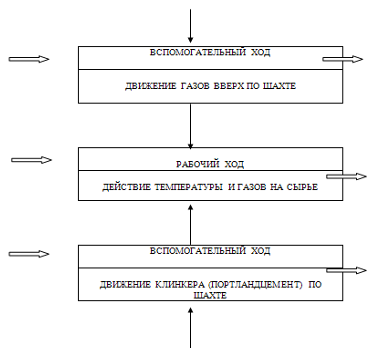 ВСПОМОГАТЕЛЬНЫЙ ХОД
ДВИЖЕНИЕ ГАЗОВ ВВЕРХ ПО ШАХТЕ
РАБОЧИЙ ХОД
ДЕЙСТВИЕ ТЕМПЕРАТУРЫ И ГАЗОВ НА СЫРЬЕ
ВСПОМОГАТЕЛЬНЫЙ ХОД
ДВИЖЕНИЕ КЛИНКЕРА (ПОРТЛАНДЦЕМЕНТ) ПО
ШАХТЕ